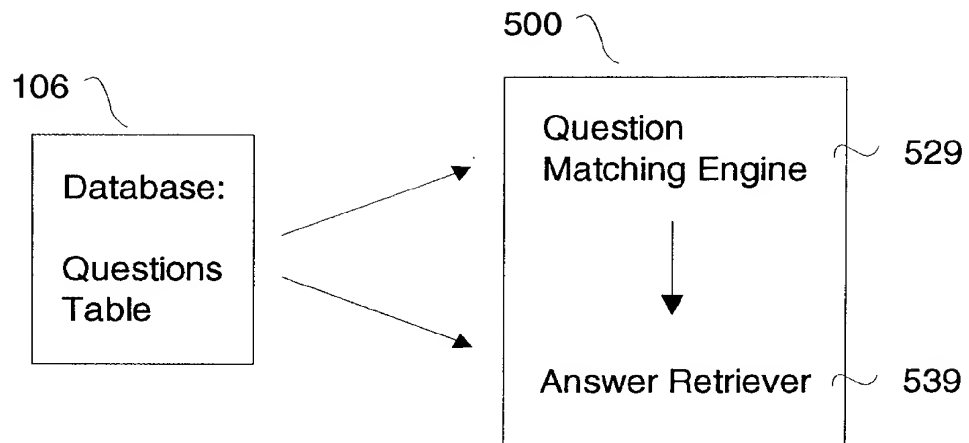 106
Database:
Questions
Table
500
Question
Matching Engine
529
Answer Retriever
539